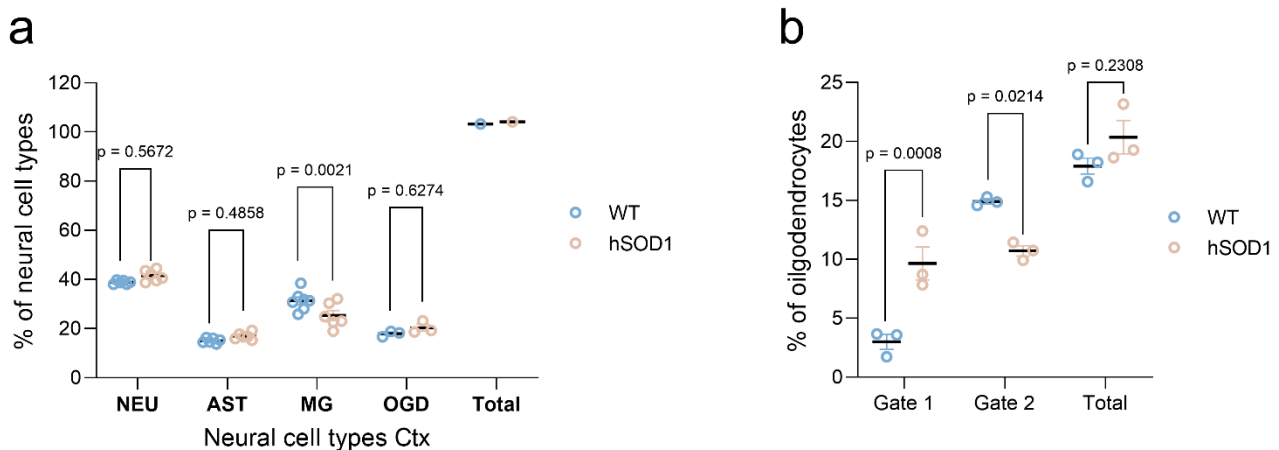 a
% of neural cell types
120
100
80
60
40
20
0
p = 0.5672
p = 0.4858
p = 0.0021
p = 0.6274
NEU AST MG OGD Total
Neural cell types Ctx
WT
hSOD1
b
% of oilgodendrocytes
25
20
15
10
5
0
p = 0.0008
p = 0.0214
p = 0.2308
Gate 1 Gate 2 Total
WT
hSOD1